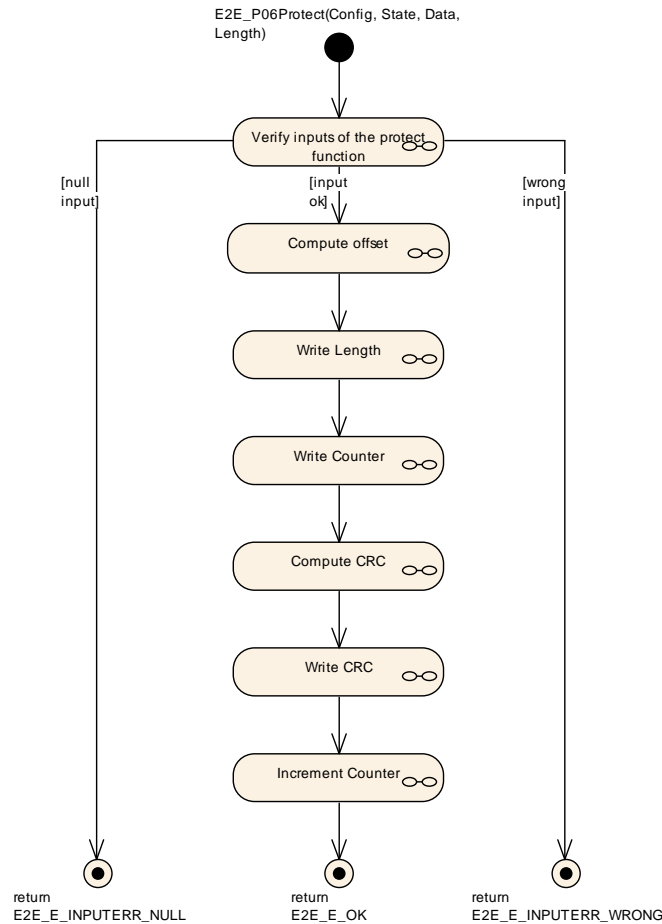 E2E_P06Protect(Config, State, Data,
Length)
Verify inputs of the protect
function
[null
input]
[input
ok]
[wrong
input]
Compute offset
Write Length
Write Counter
Compute CRC
Write CRC
Increment Counter
return
E2E_E_INPUTERR_NULL
return
E2E_E_OK
return
E2E_E_INPUTERR_WRONG